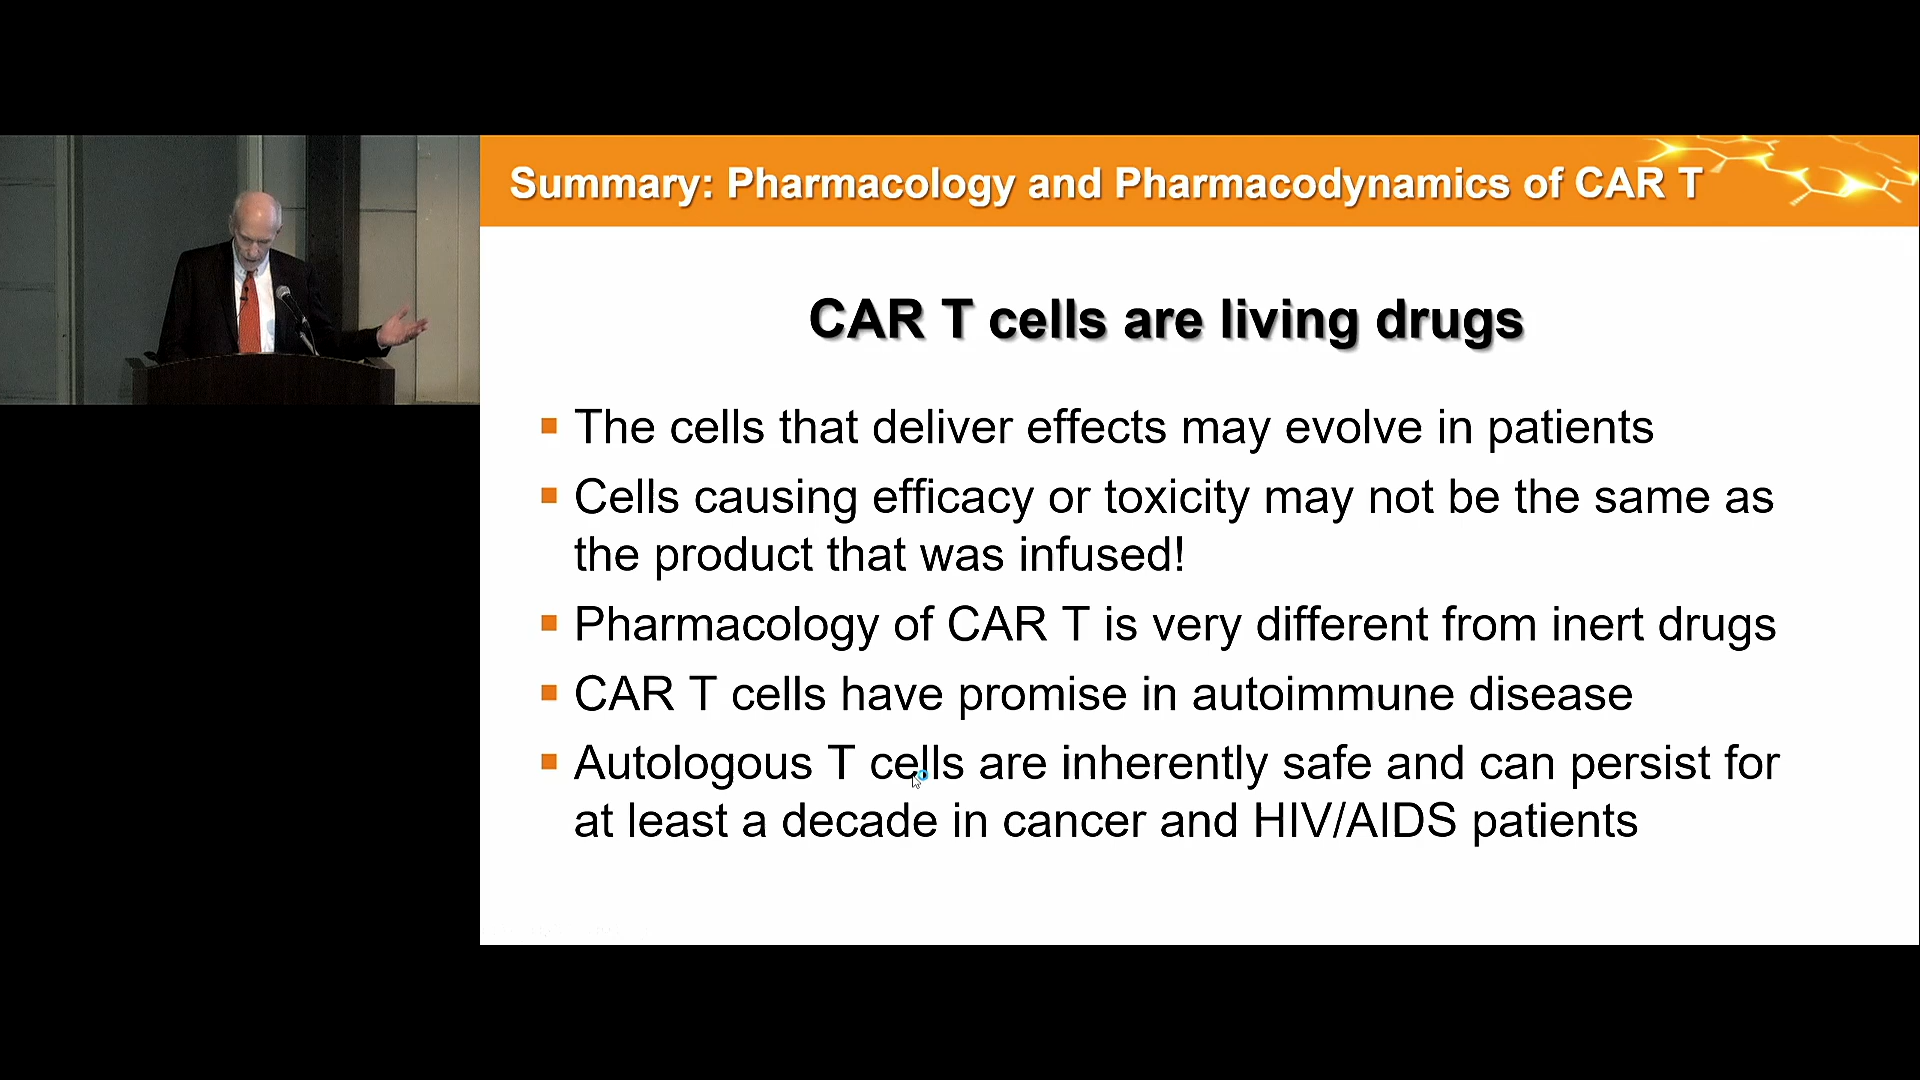 Summary: Pharmacology and Pharmacodynamics of CAR T
CAR T cells are living drugs
The cells that deliver effects may evolve in patients
Cells causing efficacy or toxicity may not be the same as
the product that was infused!
Pharmacology of CAR T is very different from inert drugs
CAR T cells have promise in autoimmune disease
Autologous T cells are inherently safe and can persist for
at least a decade in cancer and HIV/AIDS patients